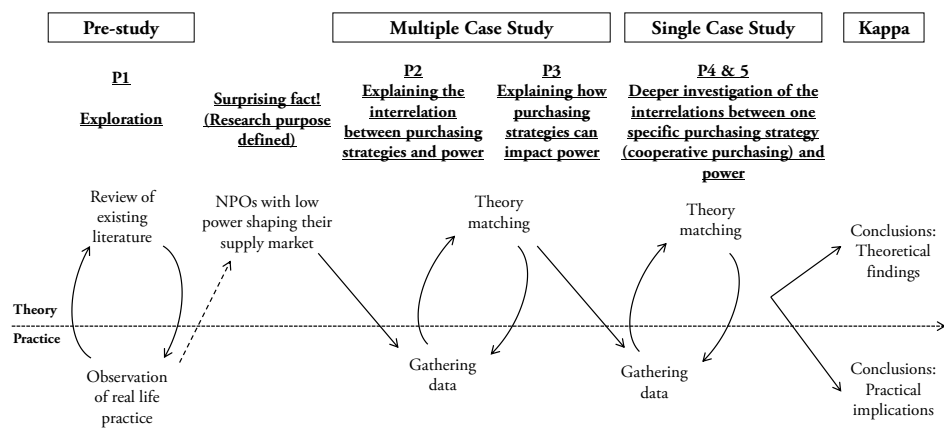 Pre-study
Multiple Case Study
Single Case Study
Kappa
P1
Exploration
Surprising fact!
(Research purpose
defined)
P2
Explaining the
interrelation
between purchasing
strategies and power
P3
Explaining how
purchasing
strategies can
impact power
P4 & 5
Deeper investigation of the
interrelations between one
specific purchasing strategy
(cooperative purchasing) and
power
Review of
existing
literature
NPOs with low
power shaping their
supply market
Theory
matching
Theory
matching
Conclusions:
Theoretical
findings
Theory
Practice
Observation
of real life
practice
Gathering
data
Gathering
data
Conclusions:
Practical
implications